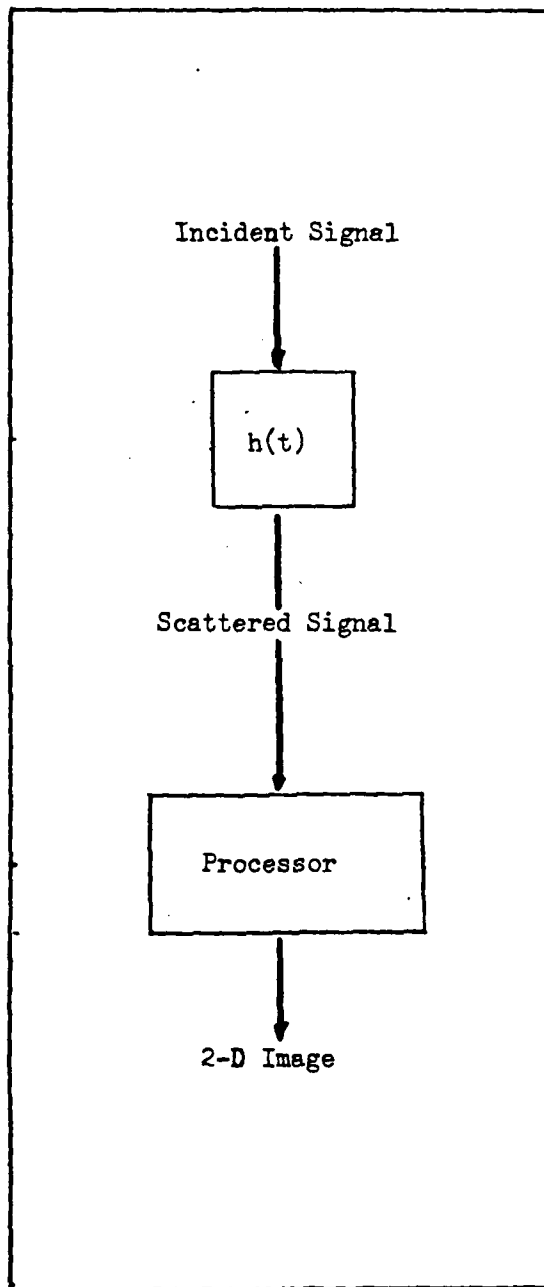 Incident Signal
h(t)
Scattered Signal
Processor
2-D Image